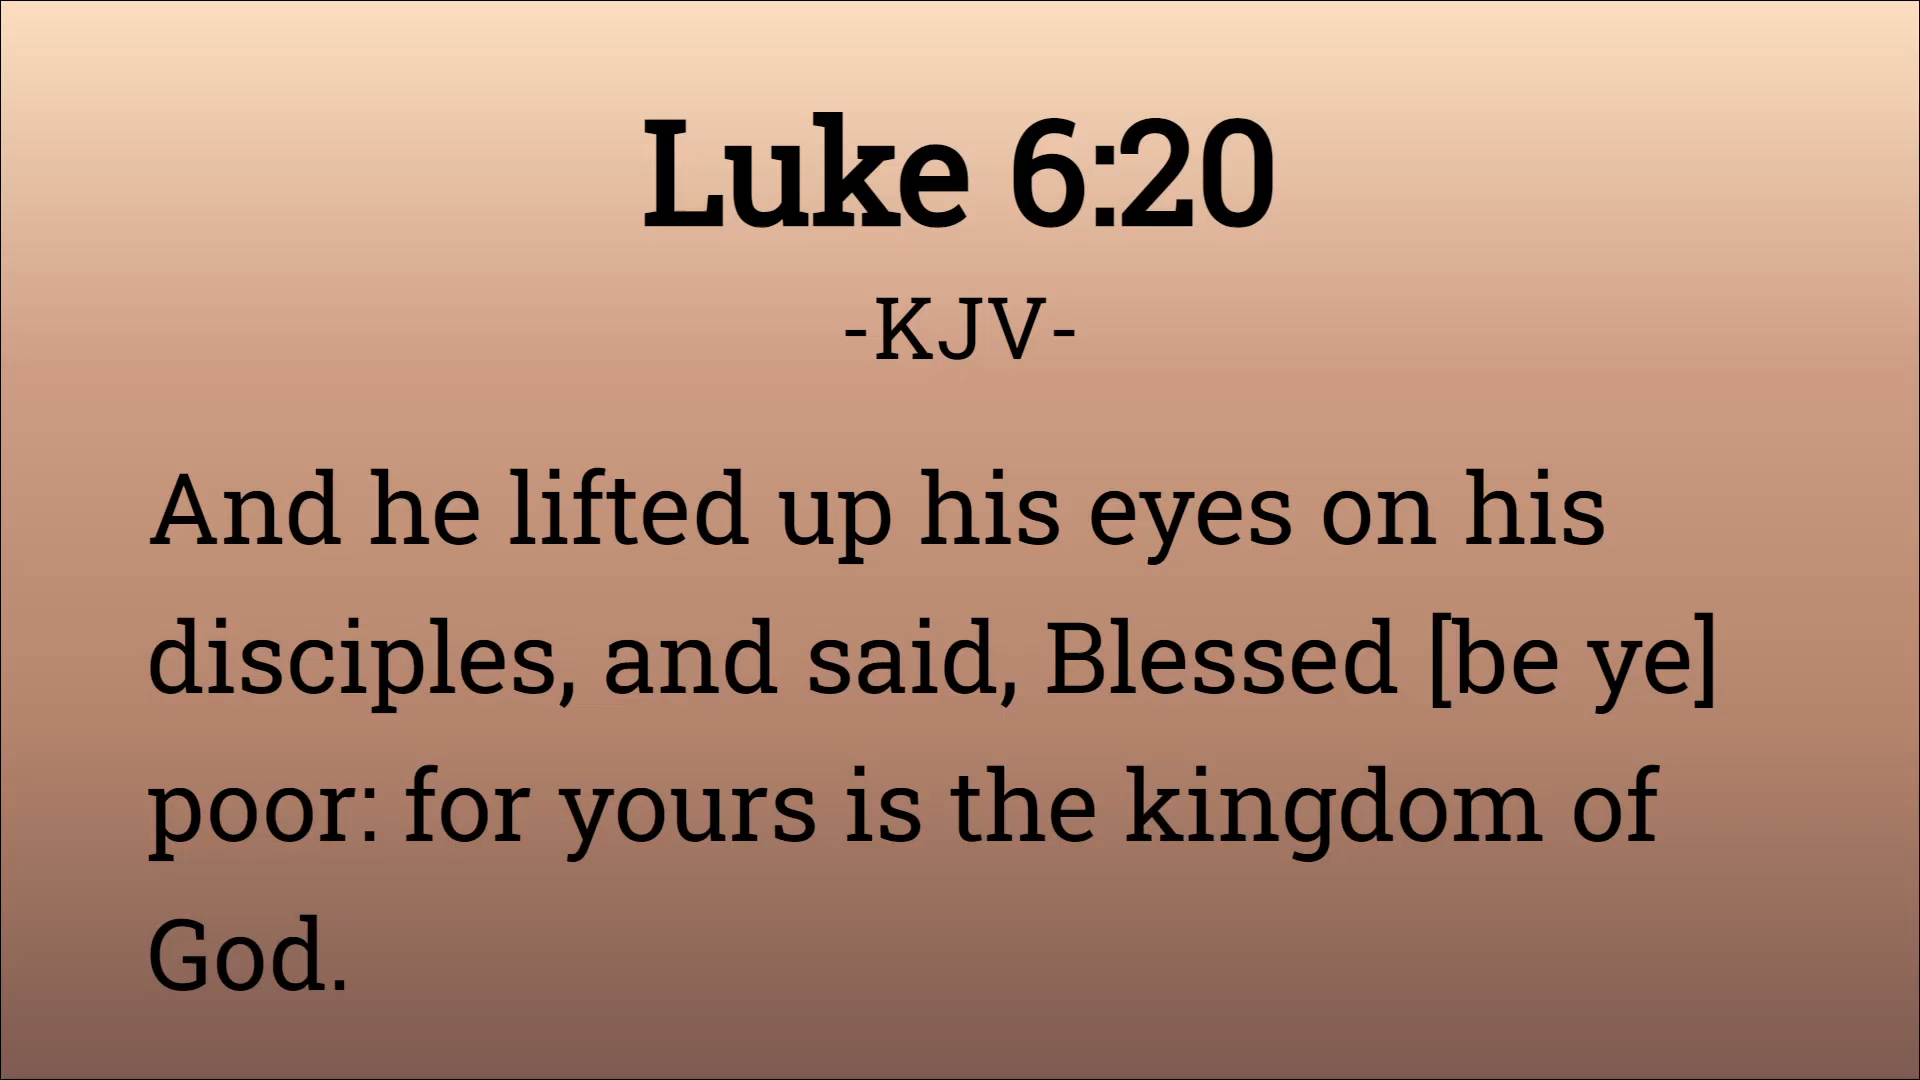 Luke 6:20
-KJV-
And he lifted up his eyes on his
disciples, and said, Blessed [be ye]
poor: for yours is the kingdom of
God.